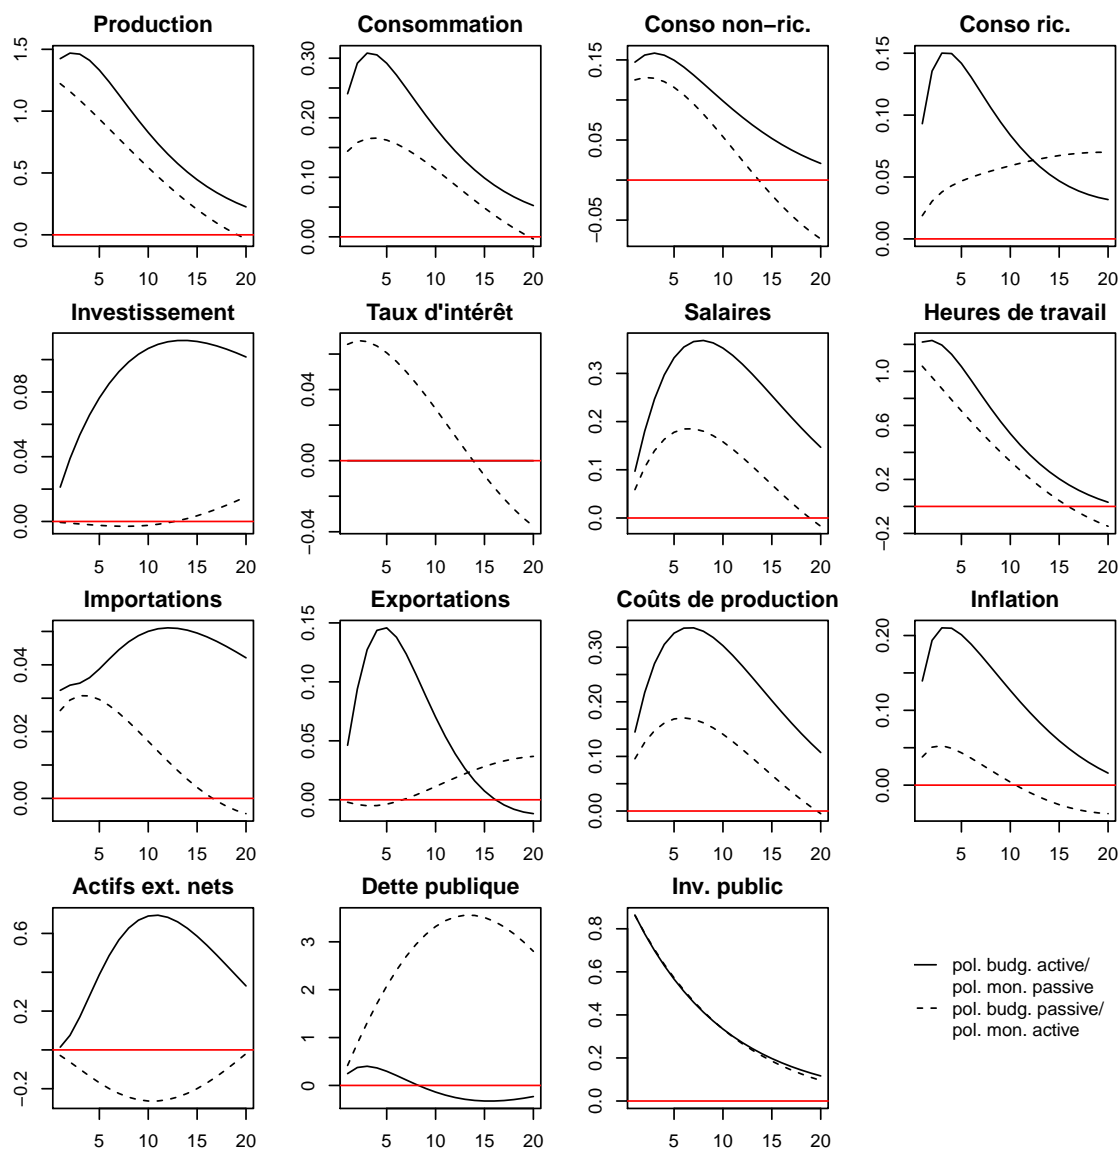 Production
Consommation
Conso non−ric.
Conso ric.
0.0 0.5 1.0 1.5
5 10 15 20
0.00 0.10 0.20 0.30
5 10 15 20
−0.05 0.05 0.15
5 10 15 20
0.00 0.05 0.10 0.15
5 10 15 20
Investissement
Taux d'intérêt
Salaires
Heures de travail
0.00 0.04 0.08
5 10 15 20
−0.04 0.00 0.04
5 10 15 20
0.0 0.1 0.2 0.3
5 10 15 20
−0.2 0.2 0.6 1.0
5 10 15 20
Importations
Exportations
Coûts de production
Inflation
0.00 0.02 0.04
5 10 15 20
0.00 0.05 0.10 0.15
5 10 15 20
0.00 0.10 0.20 0.30
5 10 15 20
0.00 0.10 0.20
5 10 15 20
Actifs ext. nets
Dette publique
Inv. public
−0.2 0.2 0.6
5 10 15 20
0 1 2 3
5 10 15 20
0.0 0.2 0.4 0.6 0.8
5 10 15 20
pol. budg. active/
pol. mon. passive
pol. budg. passive/
pol. mon. active